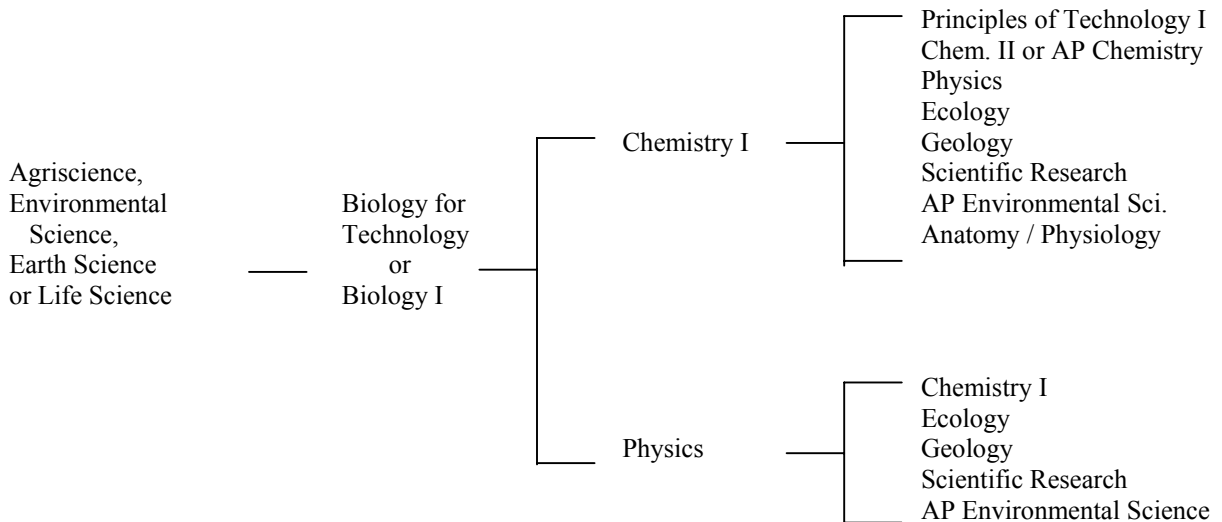 Agriscience,
Environmental
Science,
Earth Science
or Life Science
Biology for
Technology
or
Biology I
Chemistry I
Principles of Technology I
Chem. II or AP Chemistry
Physics
Ecology
Geology
Scientific Research
AP Environmental Sci.
Anatomy / Physiology
Physics
Chemistry I
Ecology
Geology
Scientific Research
AP Environmental Science